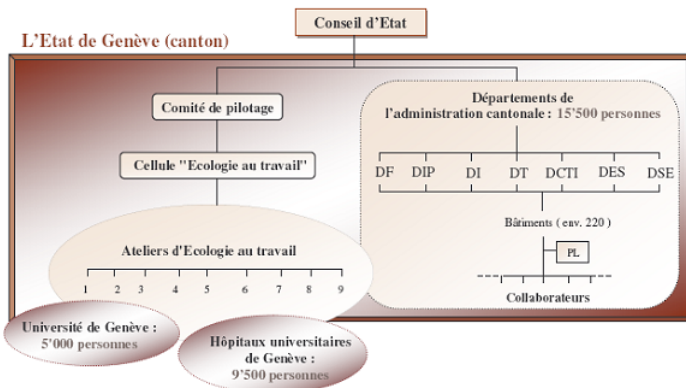 Conseil d'Etat
L'Etat de Genève (canton)
Comité de pilotage
Cellule "Ecologie au travail"
Ateliers d'Ecologie au travail
1 2 3 4 5 6 7 8 9
Université de Genève :
5'000 personnes
Hôpitaux universitaires
de Genève :
9'500 personnes
Départements de
l'administration cantonale : 15'500 personnes
DF DIP DI DT DCTI DES DSE
Bâtiments ( env. 220 )
PL
Collaborateurs